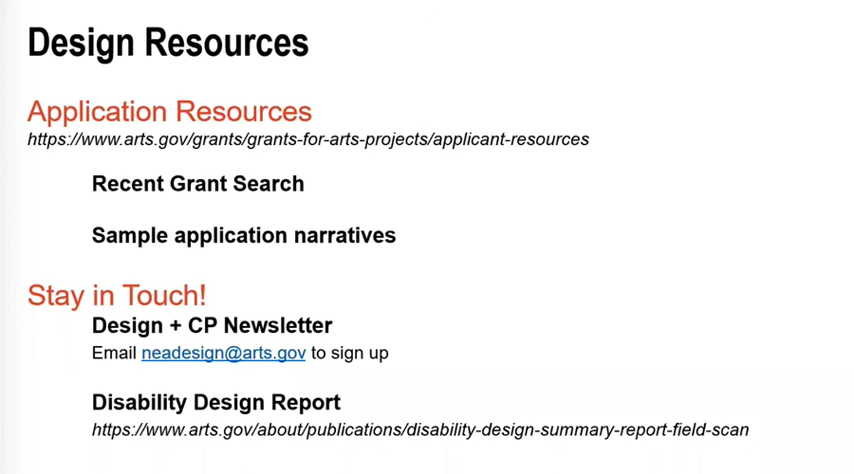 Design Resources
Application Resources
https://www.arts.gov/grants/grants-for-arts-projects/applicant-resources
Recent Grant Search
Sample application narratives
Stay in Touch!
Design + CP Newsletter
Email neadesign@arts.gov to sign up
Disability Design Report
https://www.arts.gov/about/publications/disability-design-summary-report-field-scan